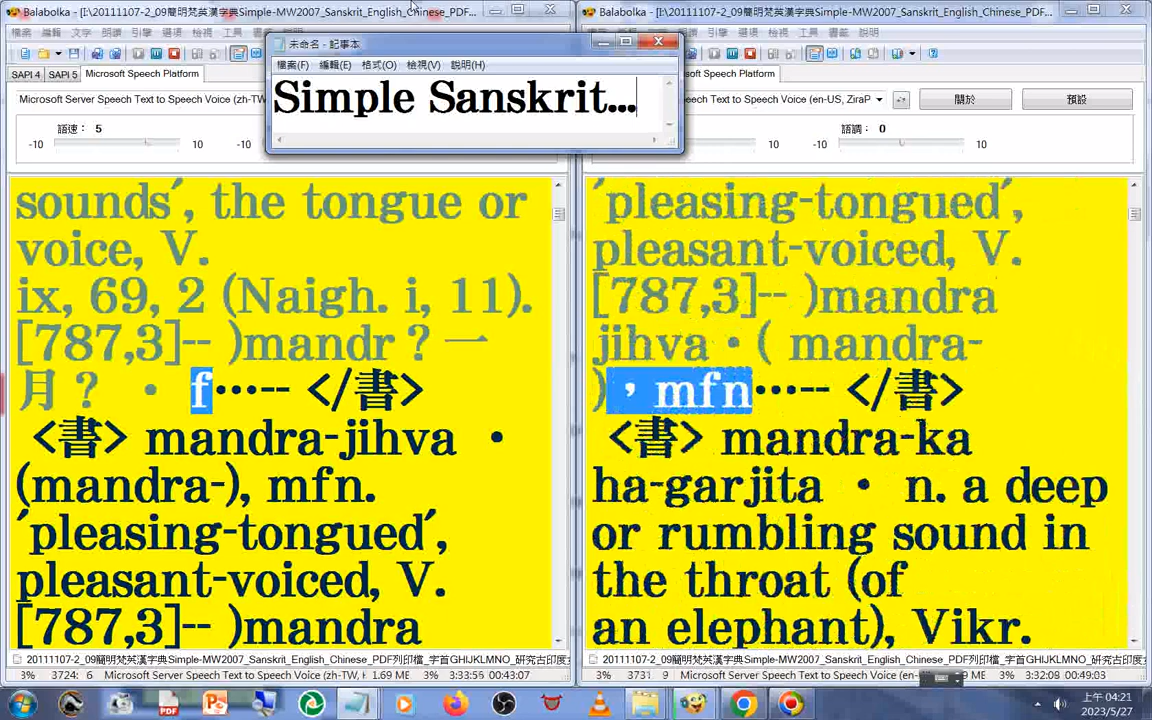 Balabolka - [I:\20111107-2_09簡明梵英漢字典Simple-MW2007_Sanskrit_English_Chinese_PDF...
Balabolka - [I:\20111107-2_09簡明梵英漢字典Simple-MW2007_Sanskrit_English_Chinese_PDF...
未命名 - 記事本
檔案(F) 編輯(E) 格式(O) 檢視(V) 說明(H)
Simple Sanskrit...
SAPI 4 SAPI 5 Microsoft Speech Platform
Speech Platform
Microsoft Server Speech Text to Speech Voice (zh-TW,
ech Text to Speech Voice (en-US, ZiraP
關於
預設
語速： 5
語調： 0
-10 10 -10
10 -10 10
sounds´, the tongue or
voice, V.
ix, 69, 2 (Naigh. i, 11).
[787,3]-- )mandr？一
月？ • f…-- </書>
<書> mandra-jihva •
(mandra-), mfn.
´pleasing-tongued´,
pleasant-voiced, V.
[787,3]-- )mandra
´pleasing-tongued´,
pleasant-voiced, V.
[787,3]-- )mandra
jihva•( mandra-
)，mfn…-- </書>
<書> mandra-ka
ha-garjita • n. a deep
or rumbling sound in
the throat (of
an elephant), Vikr.
20111107-2_09簡明梵英漢字典Simple-MW2007_Sanskrit_English_Chinese_PDF列印檔_字首GHIJKLMNO_研究古印度
20111107-2_09簡明梵英漢字典Simple-MW2007_Sanskrit_English_Chinese_PDF列印檔_字首GHIJKLMNO_研究古印度
3% 3724: 6 Microsoft Server Speech Text to Speech Voice (zh-TW, 1.69 ME 3% 3:33:55 00:43:07
3% 3731 9 Microsoft Server Speech Text to Speech Voice 3% 3:32:08 00:49:03
上午 04:21
2023/5/27